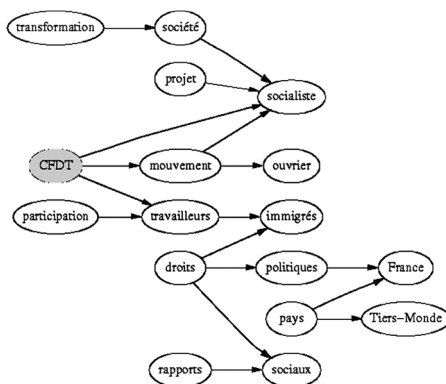 transformation
société
projet
socialiste
CFDT
mouvement
ouvrier
participation
travailleurs
immigrés
droits
politiques
France
pays
Tiers-Monde
rapports
sociaux